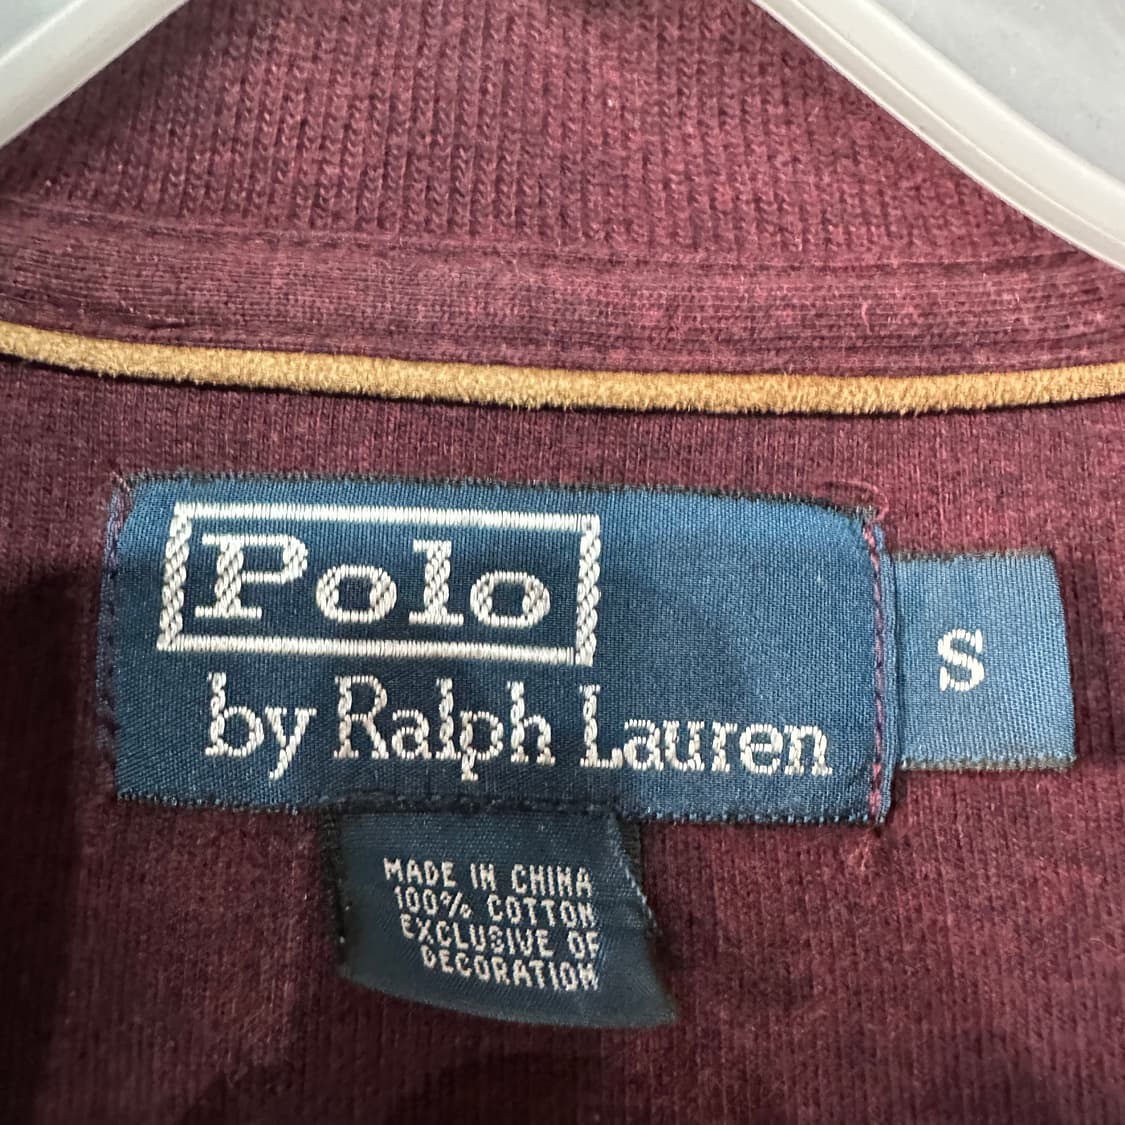 Polo
by Ralph Lauren
S
MADE IN CHINA
100% COTTON
EXCLUSIVE OF
DECORATION